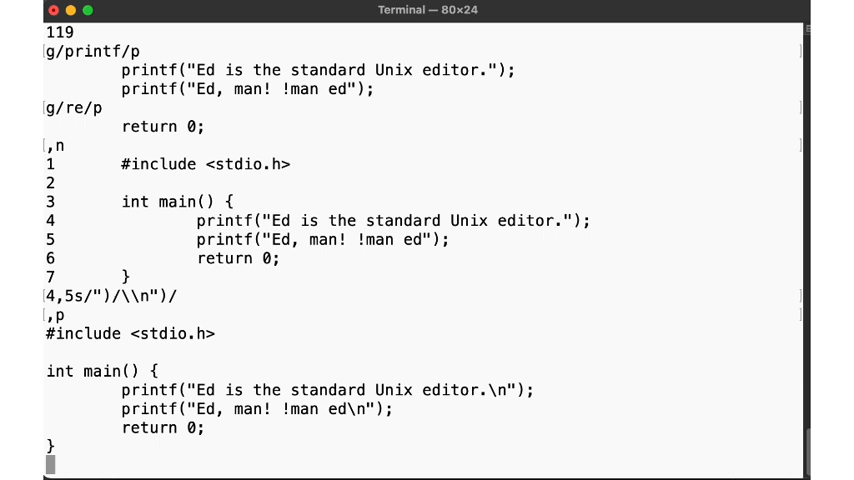 Terminal — 80×24
119
g/printf/p
        printf("Ed is the standard Unix editor.");
        printf("Ed, man! !man ed");
g/re/p
        return 0;
,n
1       #include <stdio.h>
2
3       int main() {
4               printf("Ed is the standard Unix editor.");
5               printf("Ed, man! !man ed");
6               return 0;
7       }
4,5s/")/\\n")/
,p
#include <stdio.h>

int main() {
        printf("Ed is the standard Unix editor.\n");
        printf("Ed, man! !man ed\n");
        return 0;
}